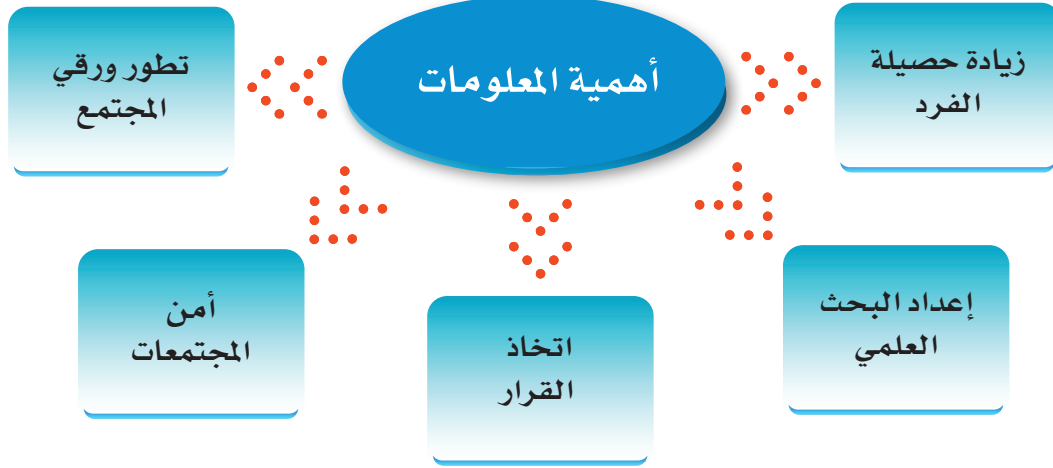 أهمية المعلومات
زيادة حصيلة
الفرد
إعداد البحث
العلمي
اتخاذ
القرار
أمن
المجتمعات
تطور ورقي
المجتمع